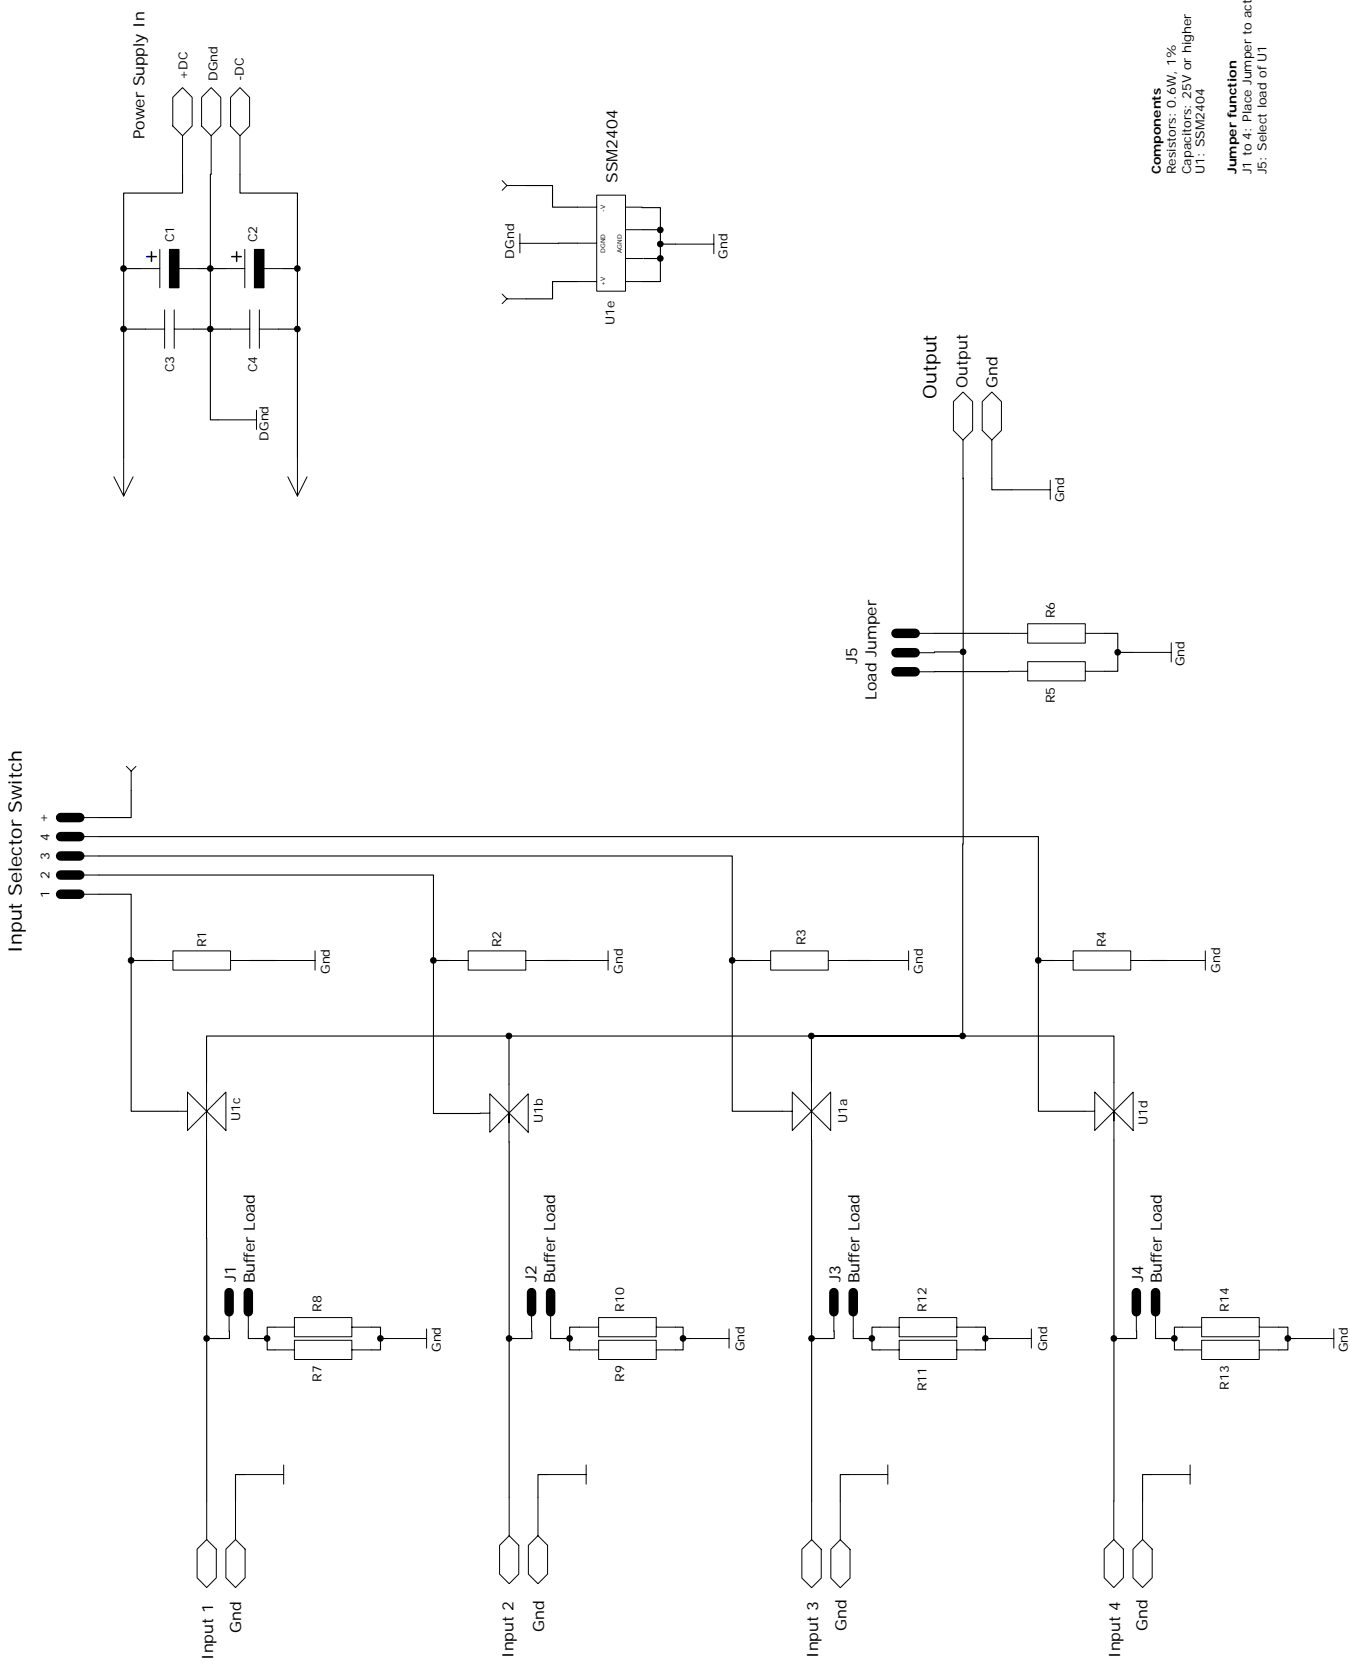 Input Selector Switch
1 2 3 4 +
Power Supply In
+DC
DGnd
-DC
C1
C2
C3
C4
+
+
DGnd
SSM2404
U1e
+V
DGND
-V
AGND
DGnd
Gnd
R1
Gnd
R2
Gnd
R3
Gnd
R4
Gnd
U1c
U1b
U1a
U1d
J5
Load Jumper
R5
R6
Gnd
Output
Output
Gnd
Gnd
J1
Buffer Load
R7
R8
Gnd
J2
Buffer Load
R9
R10
Gnd
J3
Buffer Load
R11
R12
Gnd
J4
Buffer Load
R13
R14
Gnd
Input 1
Gnd
Input 2
Gnd
Input 3
Gnd
Input 4
Gnd
Components
Resistors: 0.6W, 1%
Capacitors: 25V or higher
U1: SSM2404
Jumper function
J1 to 4: Place Jumper to
J5: Select load of U1